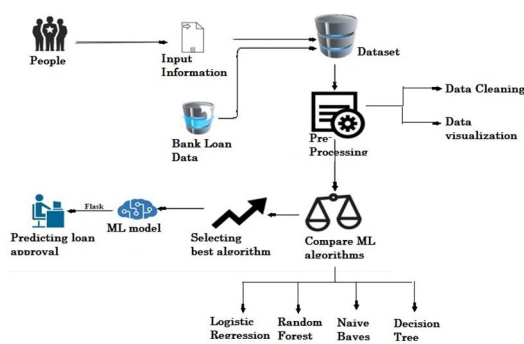 People
Input
Information
Dataset
Bank Loan
Data
Pre-
Processing
Data Cleaning
Data
visualization
Flask
Predicting loan
approval
ML model
Selecting
best algorithm
Compare ML
algorithms
Logistic
Regression
Random
Forest
Naive
Bayes
Decision
Tree